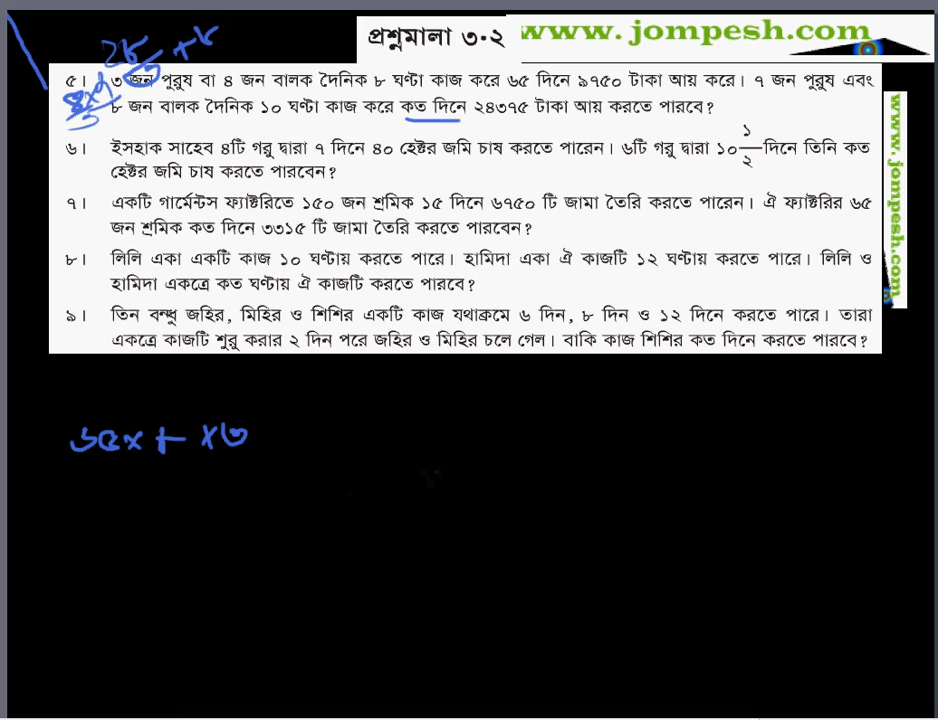 প্রশ্নমালা ৩·২
www.jompesh.com
৫। ৩ জন পুরুষ বা ৪ জন বালক দৈনিক ৮ ঘণ্টা কাজ করে ৬৫ দিনে ৯৭৫০ টাকা আয় করে। ৭ জন পুরুষ এবং
৮ জন বালক দৈনিক ১০ ঘণ্টা কাজ করে কত দিনে ২৪৩৭৫ টাকা আয় করতে পারবে?
৬। ইসহাক সাহেব ৪টি গরু দ্বারা ৭ দিনে ৪০ হেক্টর জমি চাষ করতে পারেন। ৬টি গরু দ্বারা ১০ ১/২ দিনে তিনি কত
হেক্টর জমি চাষ করতে পারবেন?
৭। একটি গার্মেন্টস ফ্যাক্টরিতে ১৫০ জন শ্রমিক ১৫ দিনে ৬৭৫০ টি জামা তৈরি করতে পারেন। ঐ ফ্যাক্টরির ৬৫
জন শ্রমিক কত দিনে ৩৩১৫ টি জামা তৈরি করতে পারবেন?
৮। লিলি একা একটি কাজ ১০ ঘণ্টায় করতে পারে। হামিদা একা ঐ কাজটি ১২ ঘণ্টায় করতে পারে। লিলি ও
হামিদা একত্রে কত ঘণ্টায় ঐ কাজটি করতে পারবে?
৯। তিন বন্ধু জহির, মিহির ও শিশির একটি কাজ যথাক্রমে ৬ দিন, ৮ দিন ও ১২ দিনে করতে পারে। তারা
একত্রে কাজটি শুরু করার ২ দিন পরে জহির ও মিহির চলে গেল। বাকি কাজ শিশির কত দিনে করতে পারবে?
www.jompesh.com
৬৫x + x৩